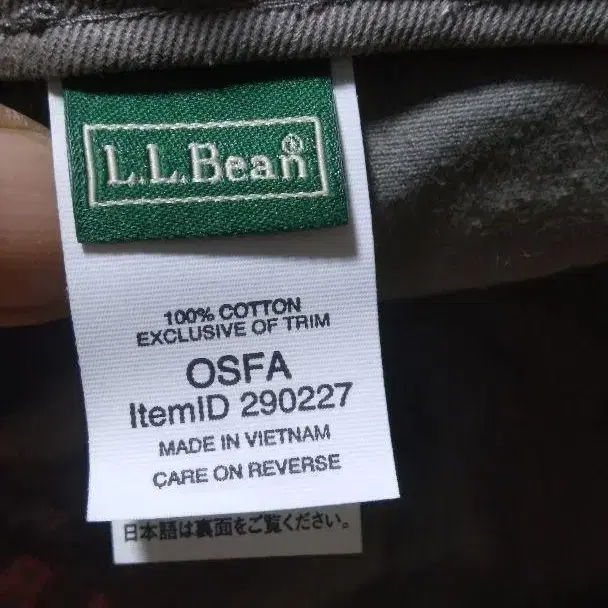 L.L.Bean®
100% COTTON
EXCLUSIVE OF TRIM
OSFA
ItemID 290227
MADE IN VIETNAM
CARE ON REVERSE
日本語は裏面をご覧ください。